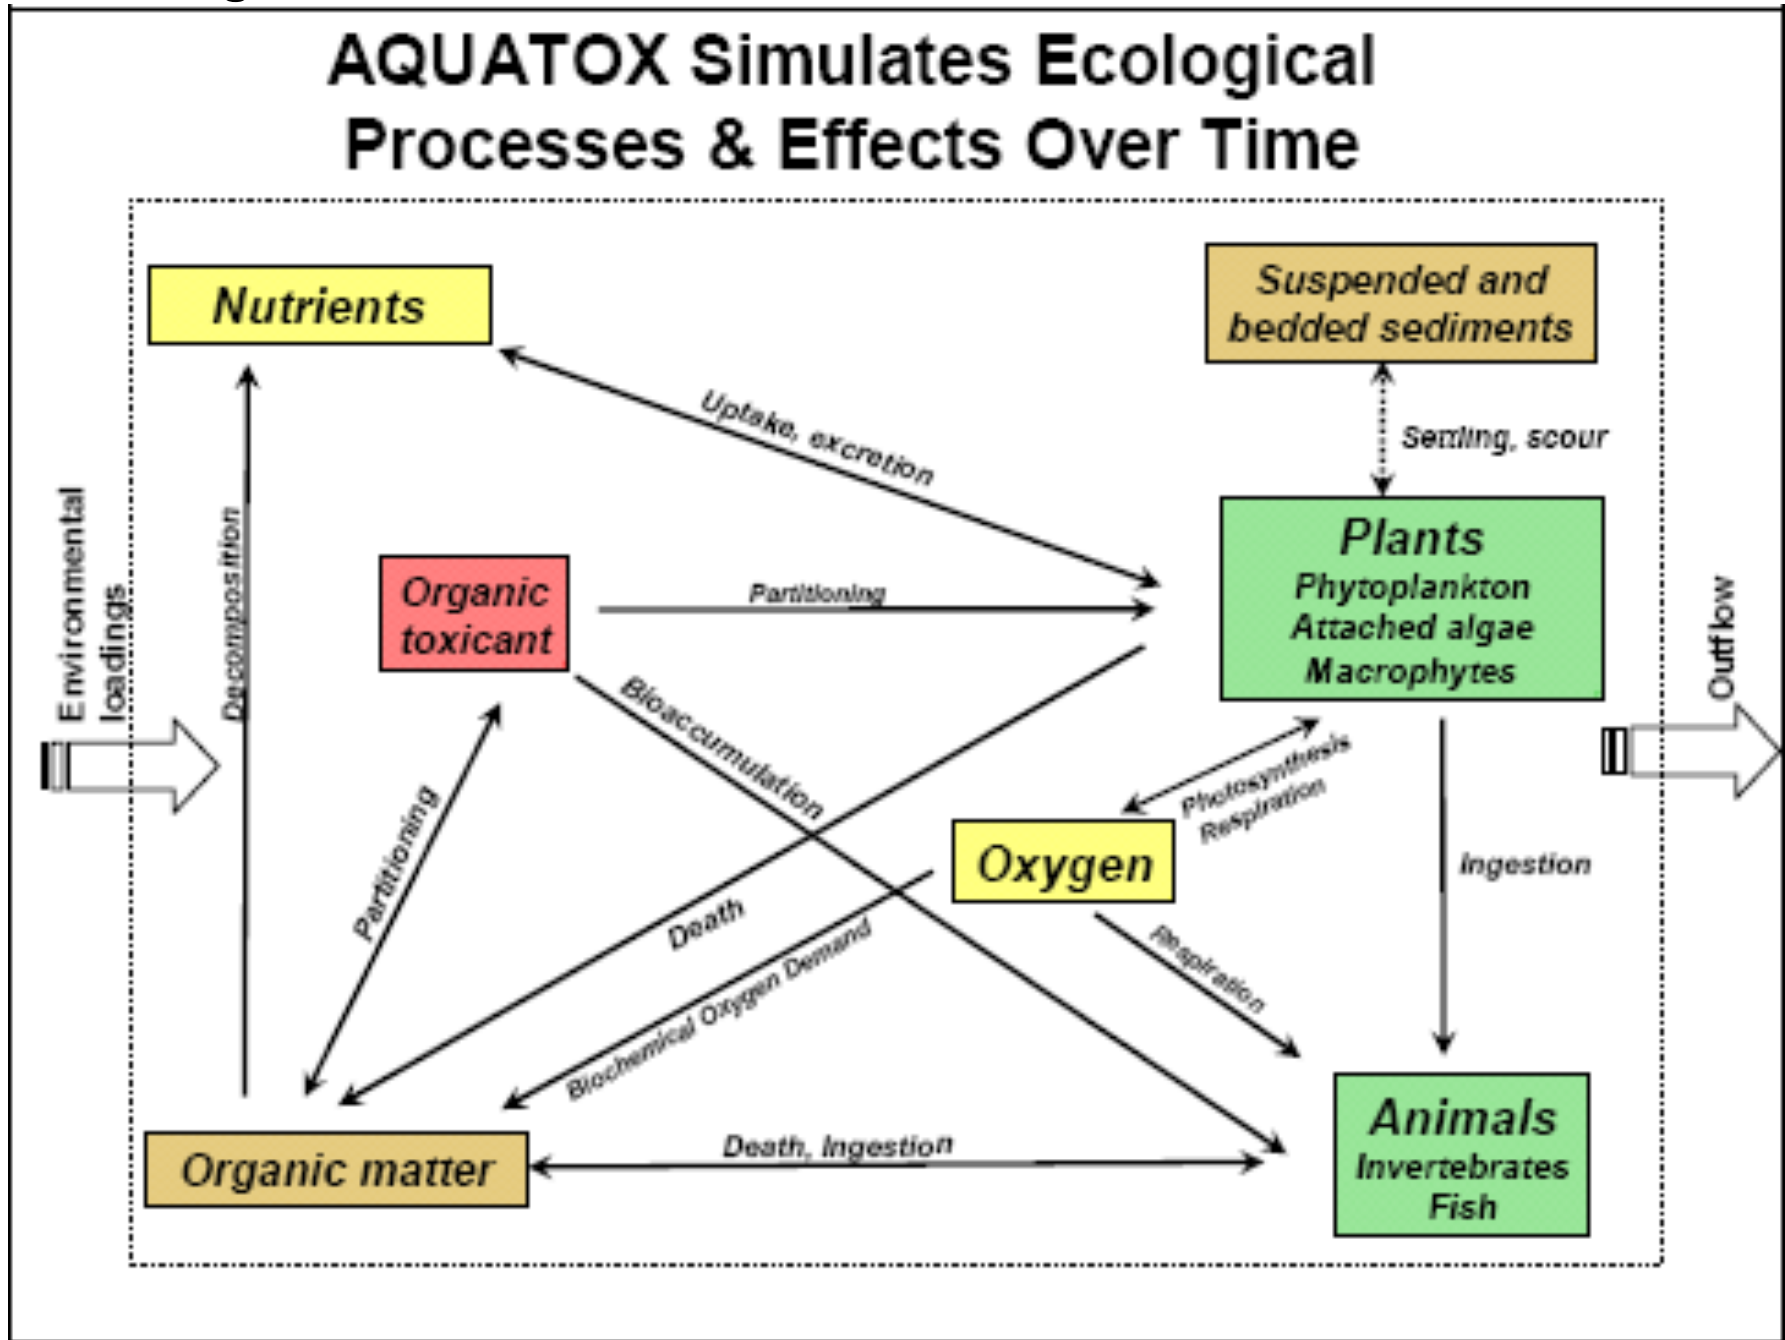 AQUATOX Simulates Ecological
Processes & Effects Over Time
Nutrients
Suspended and
bedded sediments
Uptake, excretion
Settling, scour
Environmental
loadings
Decomposition
Organic
toxicant
Partitioning
Plants
Phytoplankton
Attached algae
Macrophytes
Outflow
Bioaccumulation
Photosynthesis
Respiration
Partitioning
Oxygen
Ingestion
Death
Biochemical Oxygen Demand
Respiration
Organic matter
Death, Ingestion
Animals
Invertebrates
Fish